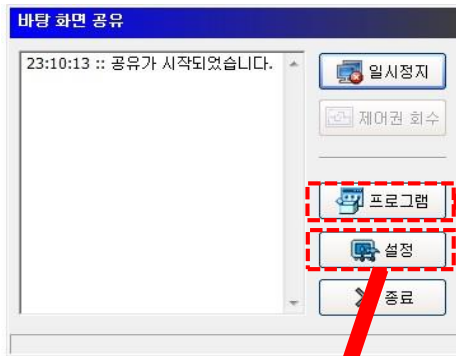 바탕 화면 공유
23:10:13 :: 공유가 시작되었습니다.
일시정지
제어권 회수
프로그램
설정
종료